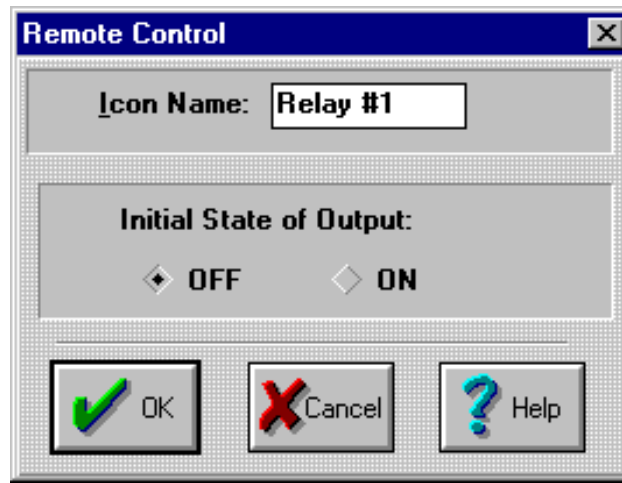 Remote Control
Icon Name: Relay #1
Initial State of Output:
OFF ON
OK Cancel Help